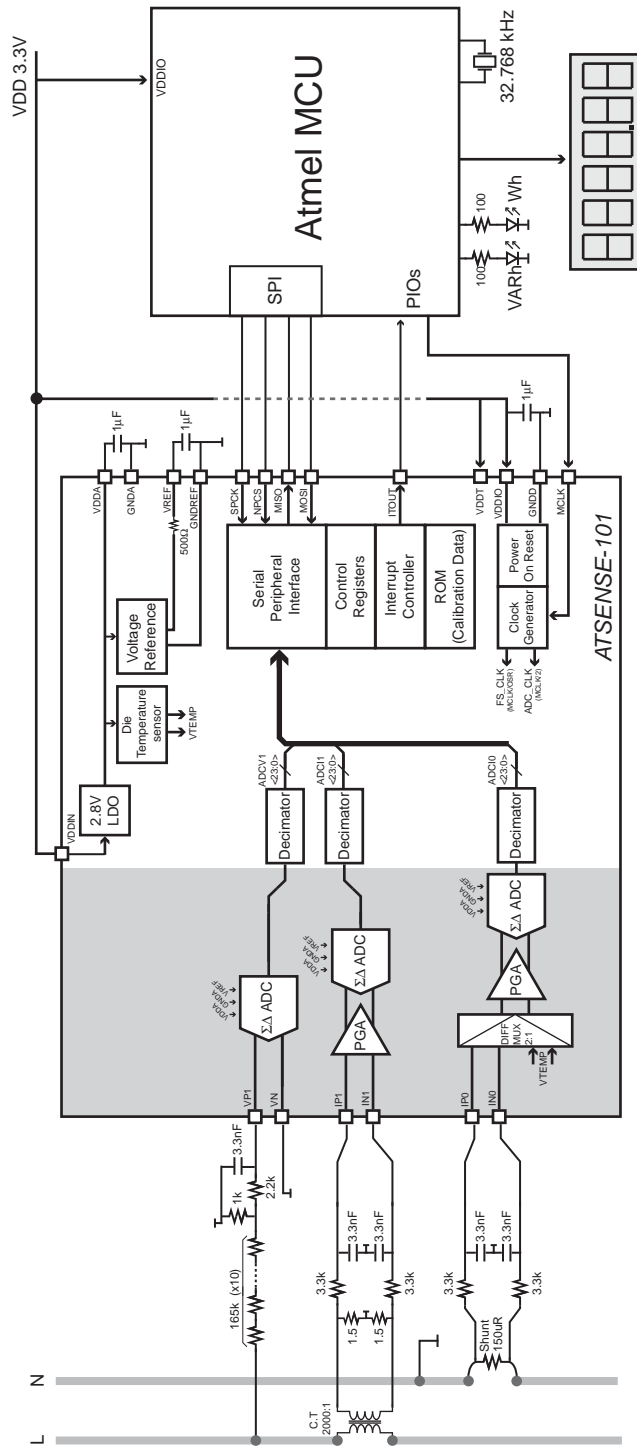 L
N
C.T
2000:1
165k (x10)
1k
3.3nF
2.2k
1.5
1.5
3.3k
3.3k
3.3nF
3.3nF
Shunt
150uR
3.3k
3.3k
3.3nF
3.3nF
VP1
VN
IP1
IN1
IP0
IN0
VDDA
GNDA
VREF
ΣΔ ADC
PGA
VDDA
GNDA
VREF
ΣΔ ADC
DIFF
MUX
2:1
VTEMP
PGA
VDDA
GNDA
VREF
ΣΔ ADC
VDDIN
2.8V
LDO
Decimator
Decimator
Decimator
ADCV1
<23:0>
ADCI1
<23:0>
ADCI0
<23:0>
Die
Temperature
sensor
VTEMP
Voltage
Reference
500Ω
VDDA
GNDA
VREF
GNDREF
1µF
1µF
Serial
Peripheral
Interface
Control
Registers
Interrupt
Controller
ROM
(Calibration Data)
SPCK
NPCS
MISO
MOSI
ITOUT
FS_CLK
(MCLK/OSR)
ADC_CLK
(MCLK/2)
Clock
Generator
Power
On Reset
VDDT
VDDIO
GNDD
MCLK
1µF
ATSENSE-101
VDD 3.3V
VDDIO
Atmel MCU
SPI
PIOs
100
100
VARh
Wh
32.768 kHz